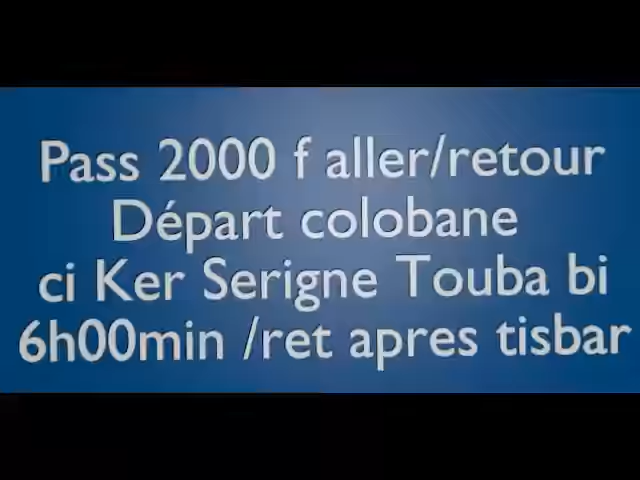 Pass 2000 f aller/retour
Départ colobane
ci Ker Serigne Touba bi
6h00min /ret apres tisbar